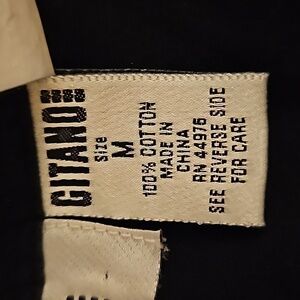 GITANO
Size
M
100% COTTON
MADE IN
CHINA
RN 44976
SEE REVERSE SIDE
FOR CARE